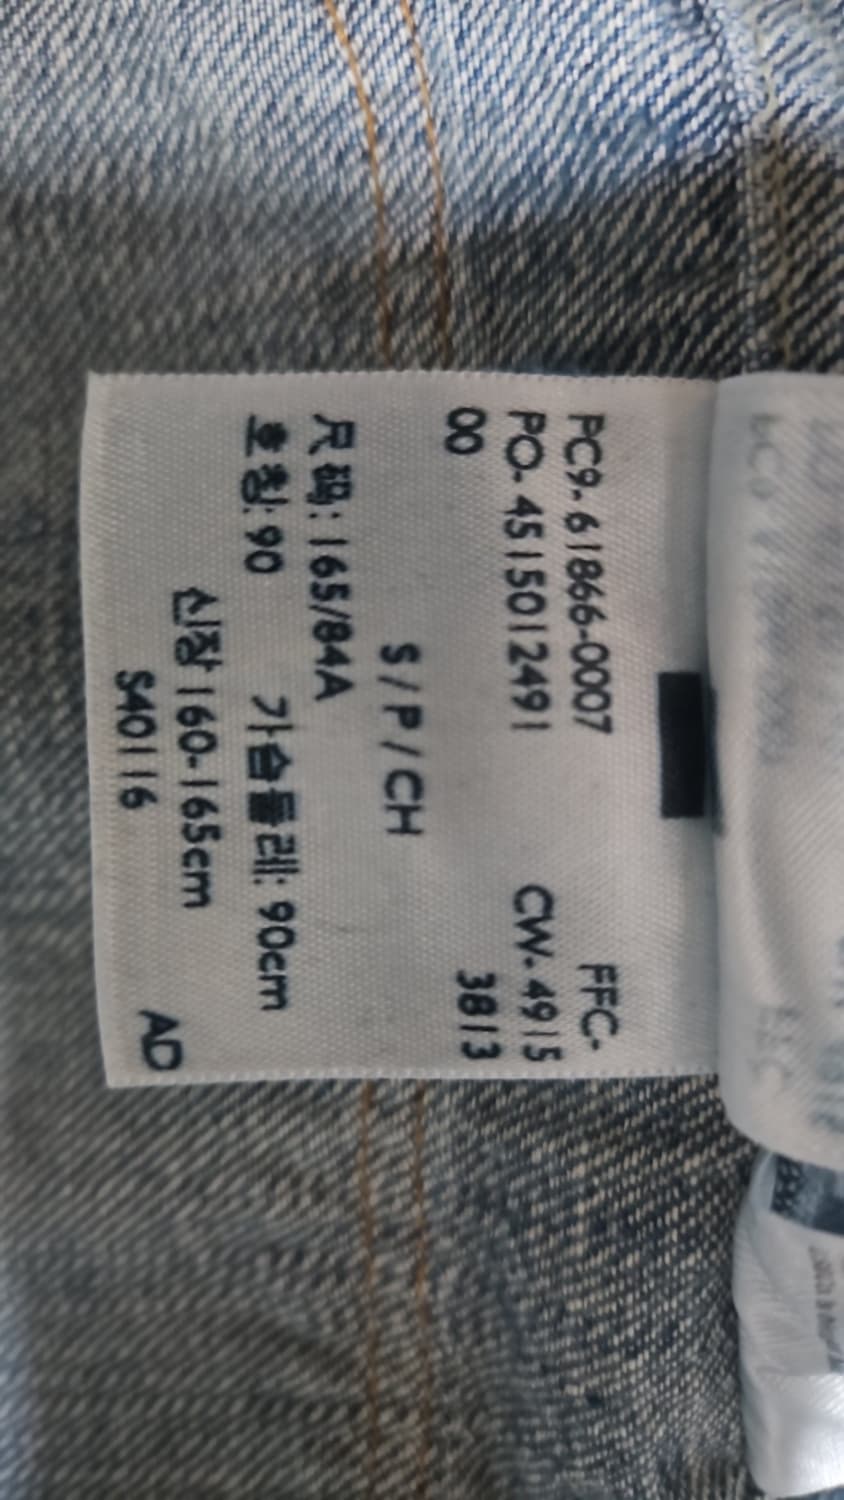 PC9- 61866-0007 FFC-
PO- 4515012491 CW- 4915
00 3813
S / P / CH
尺码: 165/84A
호칭: 90 가슴둘레: 90cm
신장 160-165cm
S40116 AD